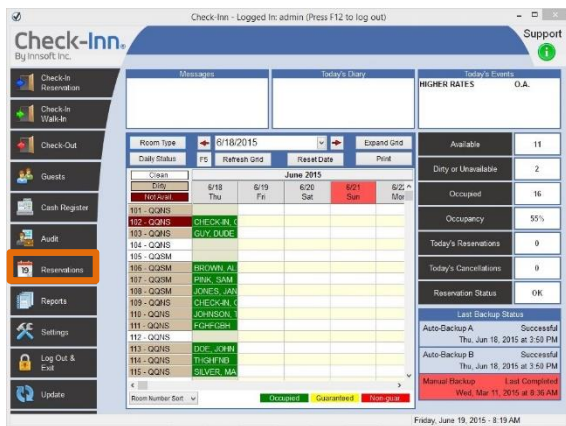 Check-Inn - Logged In: admin (Press F12 to log out)
Check-Inn®
By Innsoft Inc.
Support
Check-In
Reservation
Check-In
Walk-In
Check-Out
Guests
Cash Register
Audit
19
Reservations
Reports
Settings
Log Out &
Exit
Update
Messages
Today's Diary
Today's Events
HIGHER RATES O.A.
Room Type
6/18/2015
Expand Grid
Daily Status
F5
Refresh Grid
Reset Date
Print
Clean
Dirty
Not Avail.
June 2015
6/18 6/19 6/20 6/21 6/22
Thu Fri Sat Sun Mon
101 - QQNS
102 - QQNS CHECK-IN, C
103 - QQNS GUY, DUDE
104 - QQNS
105 - QQSM
106 - QQSM BROWN, AL
107 - QQSM PINK, SAM
108 - QQSM JONES, JAN
109 - QQNS CHECK-IN, C
110 - QQNS JOHNSON, T
111 - QQNS FGHFGBH
112 - QQNS
113 - QQNS DOE, JOHN
114 - QQNS THGHFNB
115 - QQNS SILVER, MA
Room Number Sort
Occupied Guaranteed Non-guar.
Available 11
Dirty or Unavailable 2
Occupied 16
Occupancy 55%
Today's Reservations 0
Today's Cancellations 0
Reservation Status OK
Last Backup Status
Auto-Backup A Successful
Thu, Jun 18, 2015 at 3:50 PM
Auto-Backup B Successful
Thu, Jun 18, 2015 at 3:50 PM
Manual Backup Last Completed
Wed, Mar 11, 2015 at 8:36 AM
Friday, June 19, 2015 - 8:19 AM